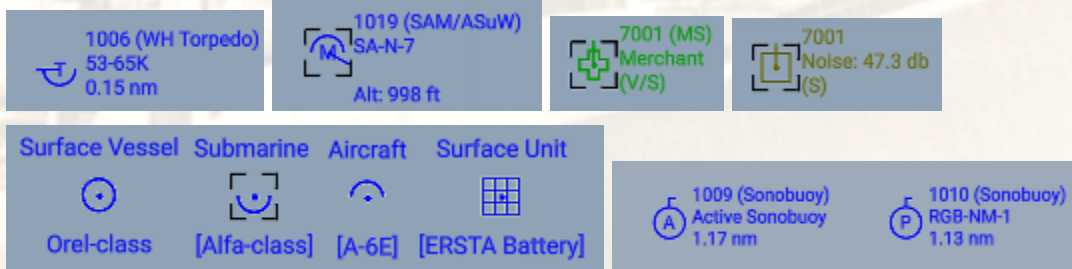 1006 (WH Torpedo)
T
53-65K
0.15 nm
1019 (SAM/ASuW)
M
SA-N-7
Alt: 998 ft
7001 (MS)
Merchant
(V/S)
7001
Noise: 47.3 db
(S)
Surface Vessel Submarine Aircraft Surface Unit
Orel-class [Alfa-class] [A-6E] [ERSTA Battery]
1009 (Sonobuoy)
A
Active Sonobuoy
1.17 nm
1010 (Sonobuoy)
P
RGB-NM-1
1.13 nm